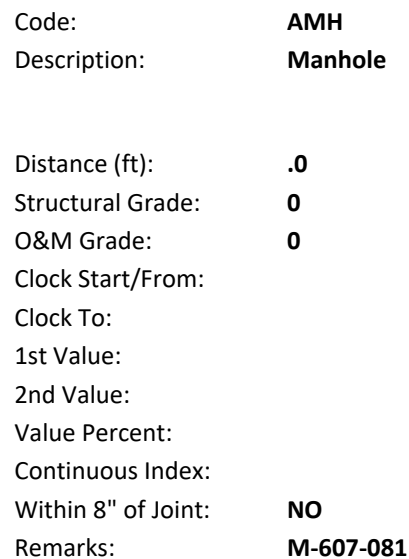 Code: AMH
Description: Manhole
Distance (ft): .0
Structural Grade: 0
O&M Grade: 0
Clock Start/From:
Clock To:
1st Value:
2nd Value:
Value Percent:
Continuous Index:
Within 8" of Joint: NO
Remarks: M-607-081